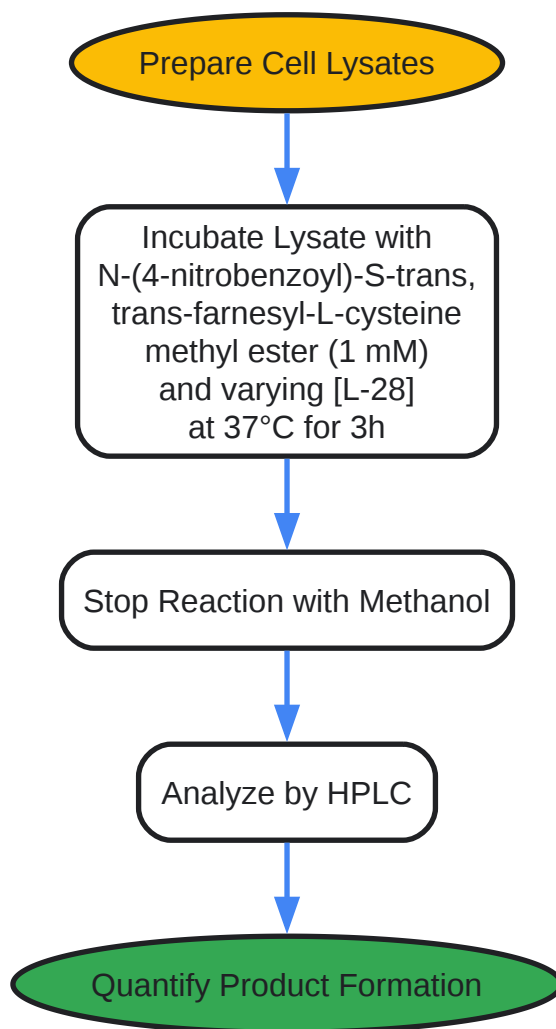 Prepare Cell Lysates
Incubate Lysate with
N-(4-nitrobenzoyl)-S-trans,
trans-farnesyl-L-cysteine
methyl ester (1 mM)
and varying [L-28]
at 37°C for 3h
Stop Reaction with Methanol
Analyze by HPLC
Quantify Product Formation